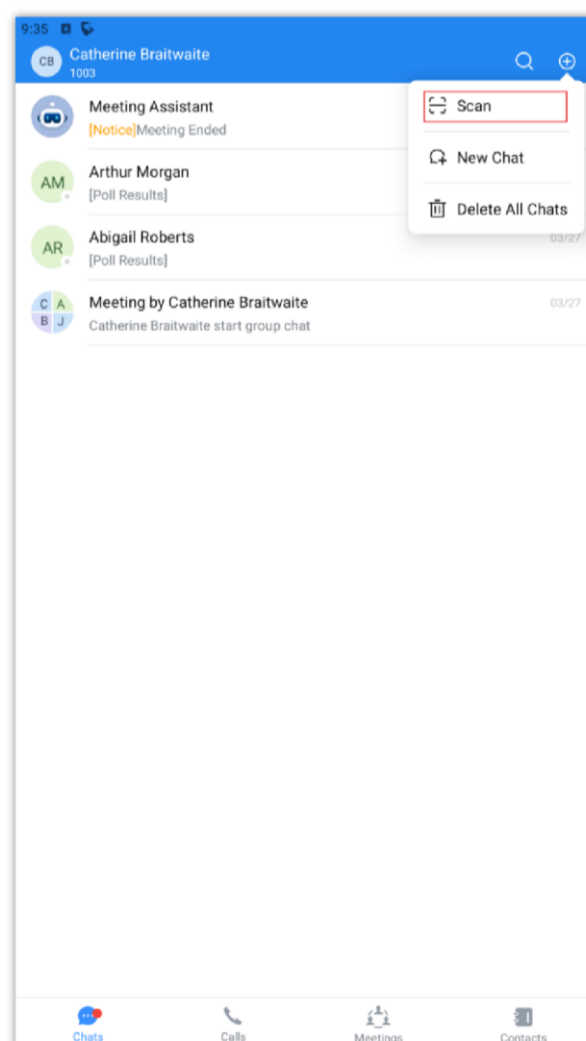 9:35
CB
Catherine Braitwaite
1003
Scan
New Chat
Delete All Chats
Meeting Assistant
[Notice]Meeting Ended
AM
Arthur Morgan
[Poll Results]
AR
Abigail Roberts
03/27
[Poll Results]
C A
B J
Meeting by Catherine Braitwaite
03/27
Catherine Braitwaite start group chat
Chats
Calls
Meetings
Contacts